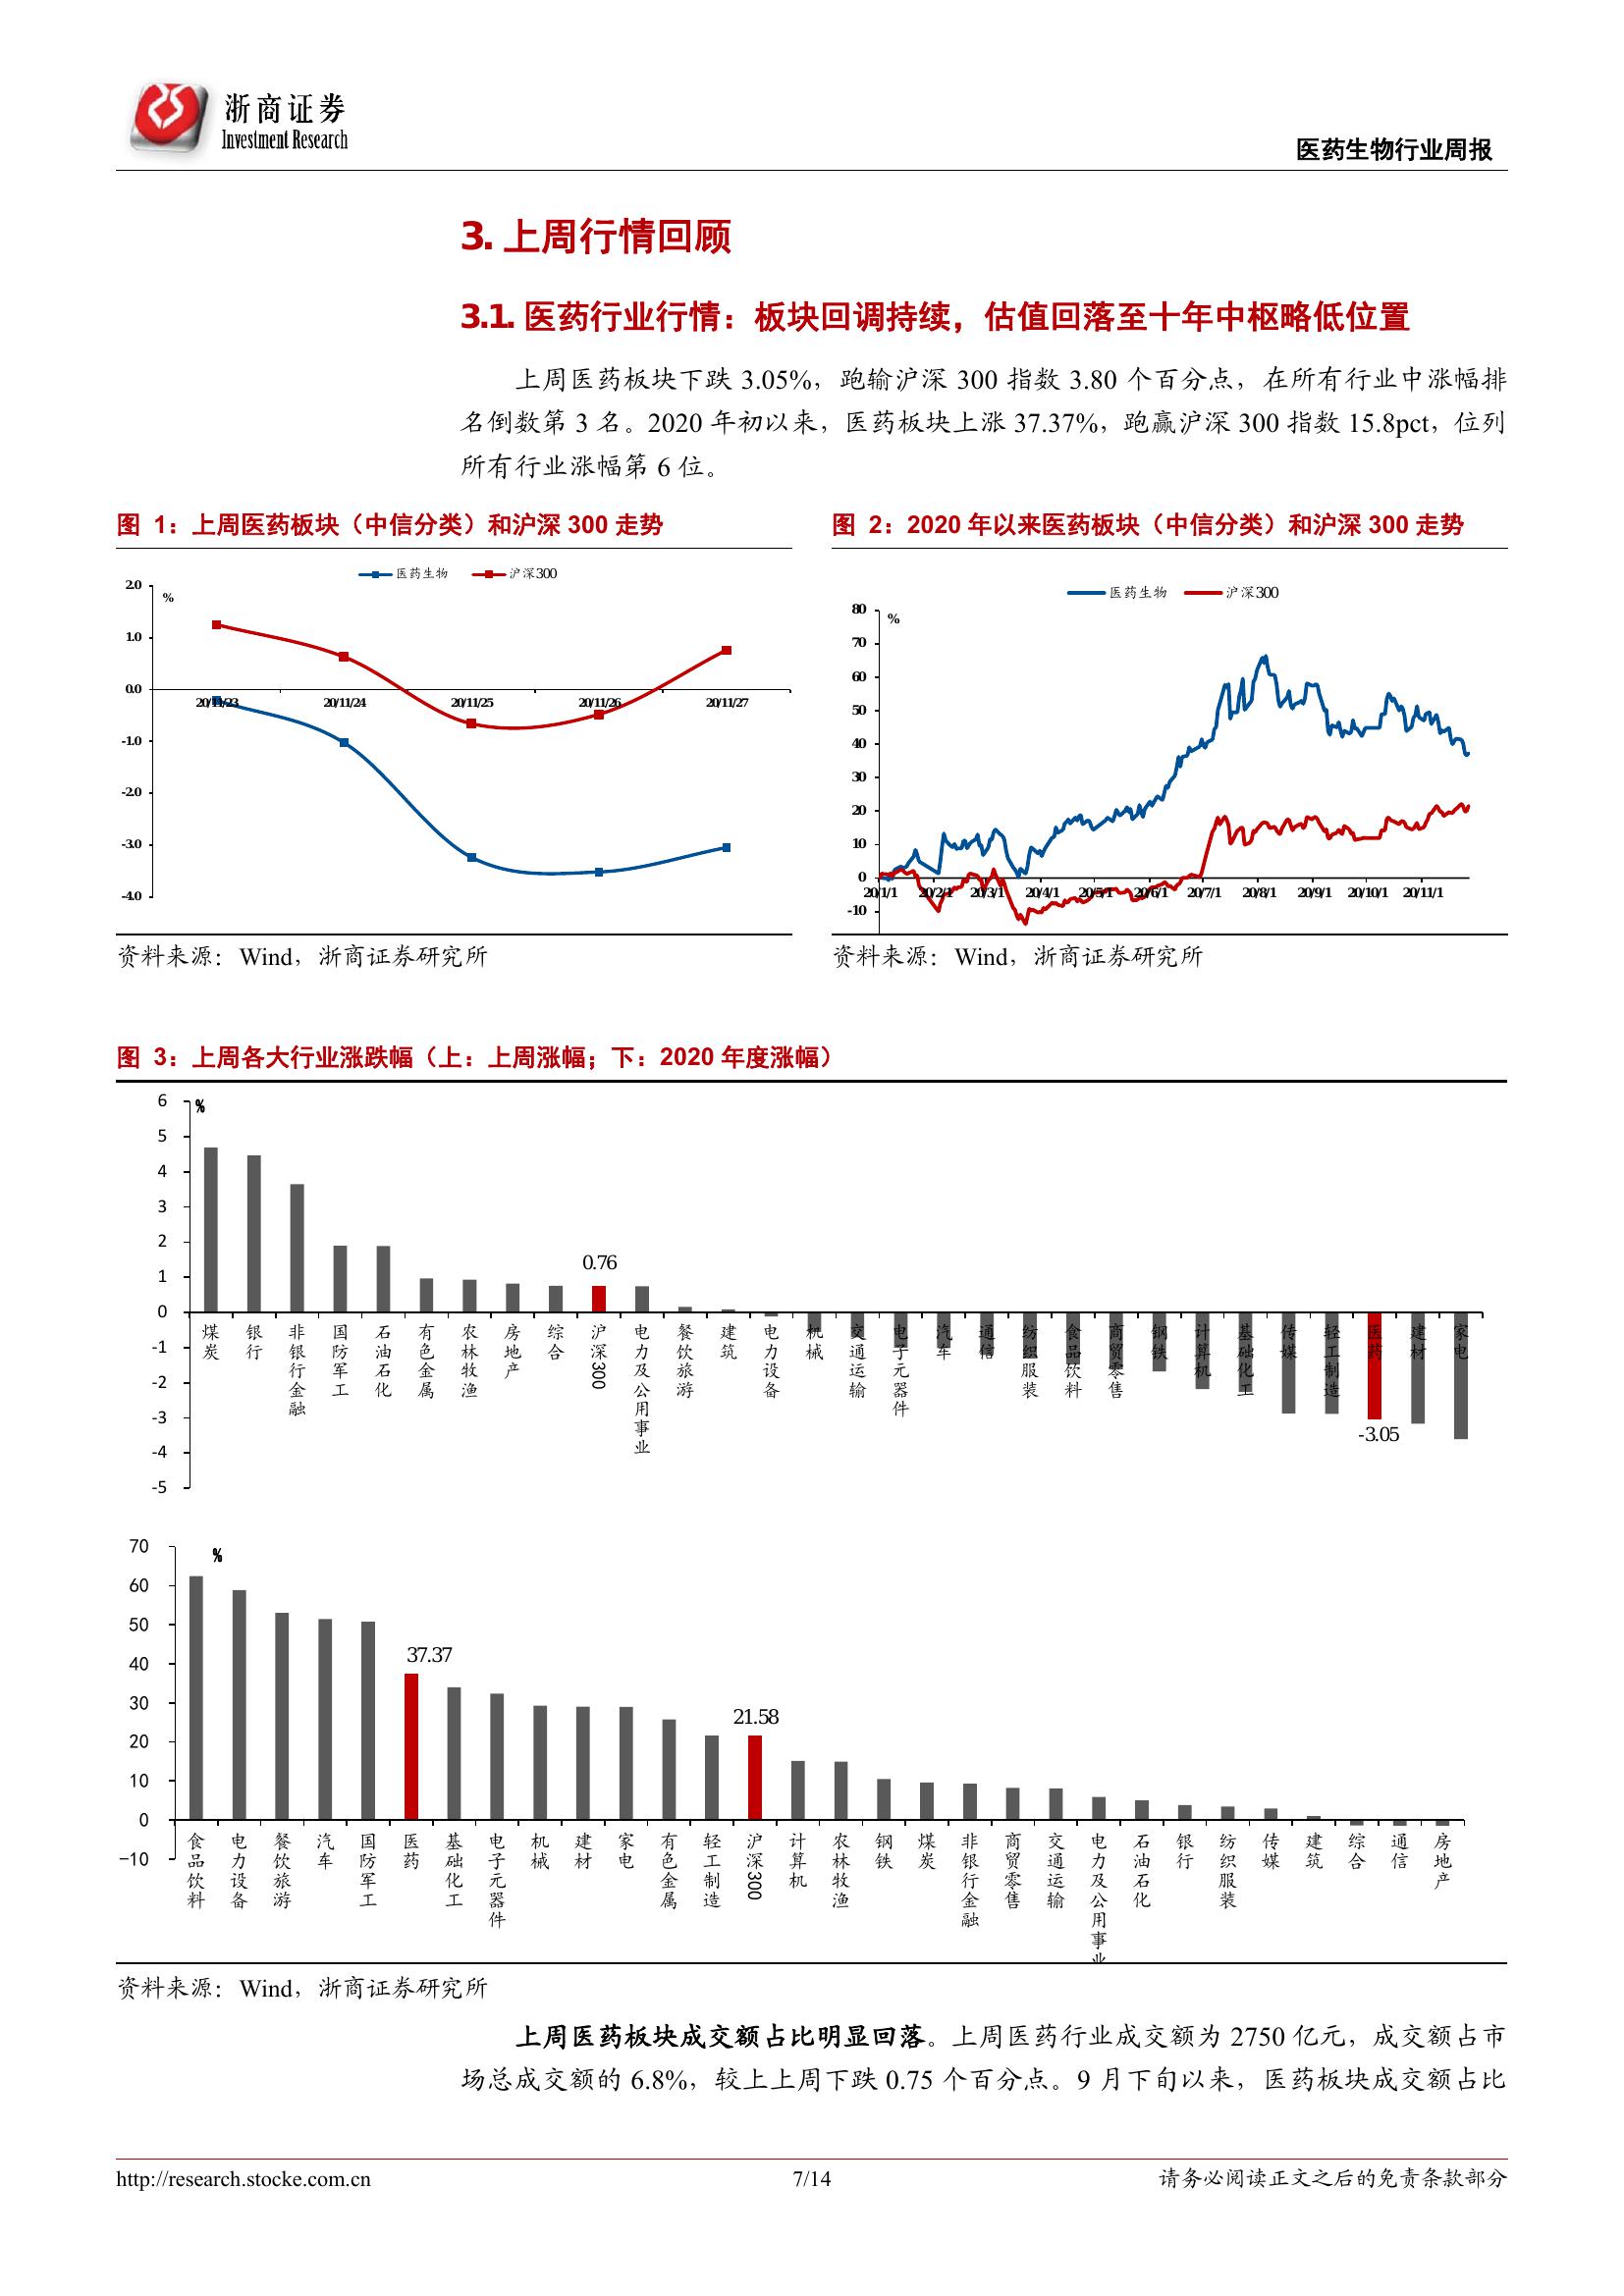 浙商证券
Investment Research
医药生物行业周报
3. 上周行情回顾
3.1. 医药行业行情：板块回调持续，估值回落至十年中枢略低位置
上周医药板块下跌 3.05%，跑输沪深 300 指数 3.80 个百分点，在所有行业中涨幅排
名倒数第 3 名。2020 年初以来，医药板块上涨 37.37%，跑赢沪深 300 指数 15.8pct，位列
所有行业涨幅第 6 位。
图 1：上周医药板块（中信分类）和沪深 300 走势
医药生物 沪深300
%
2.0
1.0
0.0
-1.0
-2.0
-3.0
-4.0
20/11/23 20/11/24 20/11/25 20/11/26 20/11/27
资料来源：Wind，浙商证券研究所
图 2：2020 年以来医药板块（中信分类）和沪深 300 走势
医药生物 沪深300
%
80
70
60
50
40
30
20
10
0
-10
20/1/1 20/2/1 20/3/1 20/4/1 20/5/1 20/6/1 20/7/1 20/8/1 20/9/1 20/10/1 20/11/1
资料来源：Wind，浙商证券研究所
图 3：上周各大行业涨跌幅（上：上周涨幅；下：2020 年度涨幅）
%
6
5
4
3
2
1
0
-1
-2
-3
-4
-5
0.76
-3.05
煤炭
银行
非银行金融
国防军工
石油石化
有色金属
农林牧渔
房地产
综合
沪深300
电力及公用事业
餐饮旅游
建筑
电力设备
机械
交通运输
电子元器件
汽车
通信
纺织服装
食品饮料
商贸零售
钢铁
计算机
基础化工
传媒
轻工制造
医药
建材
家电
%
70
60
50
40
30
20
10
0
-10
37.37
21.58
食品饮料
电力设备
餐饮旅游
汽车
国防军工
医药
基础化工
电子元器件
机械
建材
家电
有色金属
轻工制造
沪深300
计算机
农林牧渔
钢铁
煤炭
非银行金融
商贸零售
交通运输
电力及公用事业
石油石化
银行
纺织服装
传媒
建筑
综合
通信
房地产
资料来源：Wind，浙商证券研究所
上周医药板块成交额占比明显回落。上周医药行业成交额为 2750 亿元，成交额占市
场总成交额的 6.8%，较上上周下跌 0.75 个百分点。9 月下旬以来，医药板块成交额占比
http://research.stocke.com.cn
7/14
请务必阅读正文之后的免责条款部分